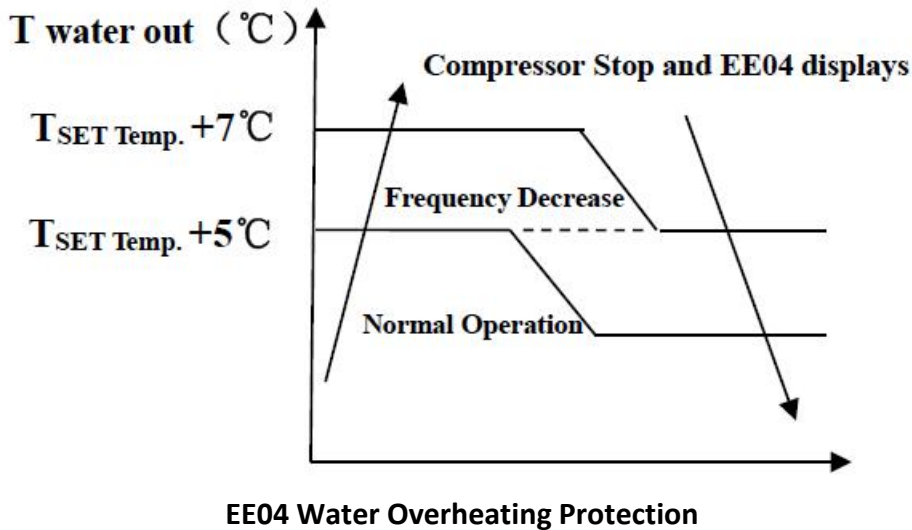 T water out（℃）
Compressor Stop and EE04 displays
TSET Temp. +7℃
Frequency Decrease
TSET Temp. +5℃
Normal Operation
EE04 Water Overheating Protection